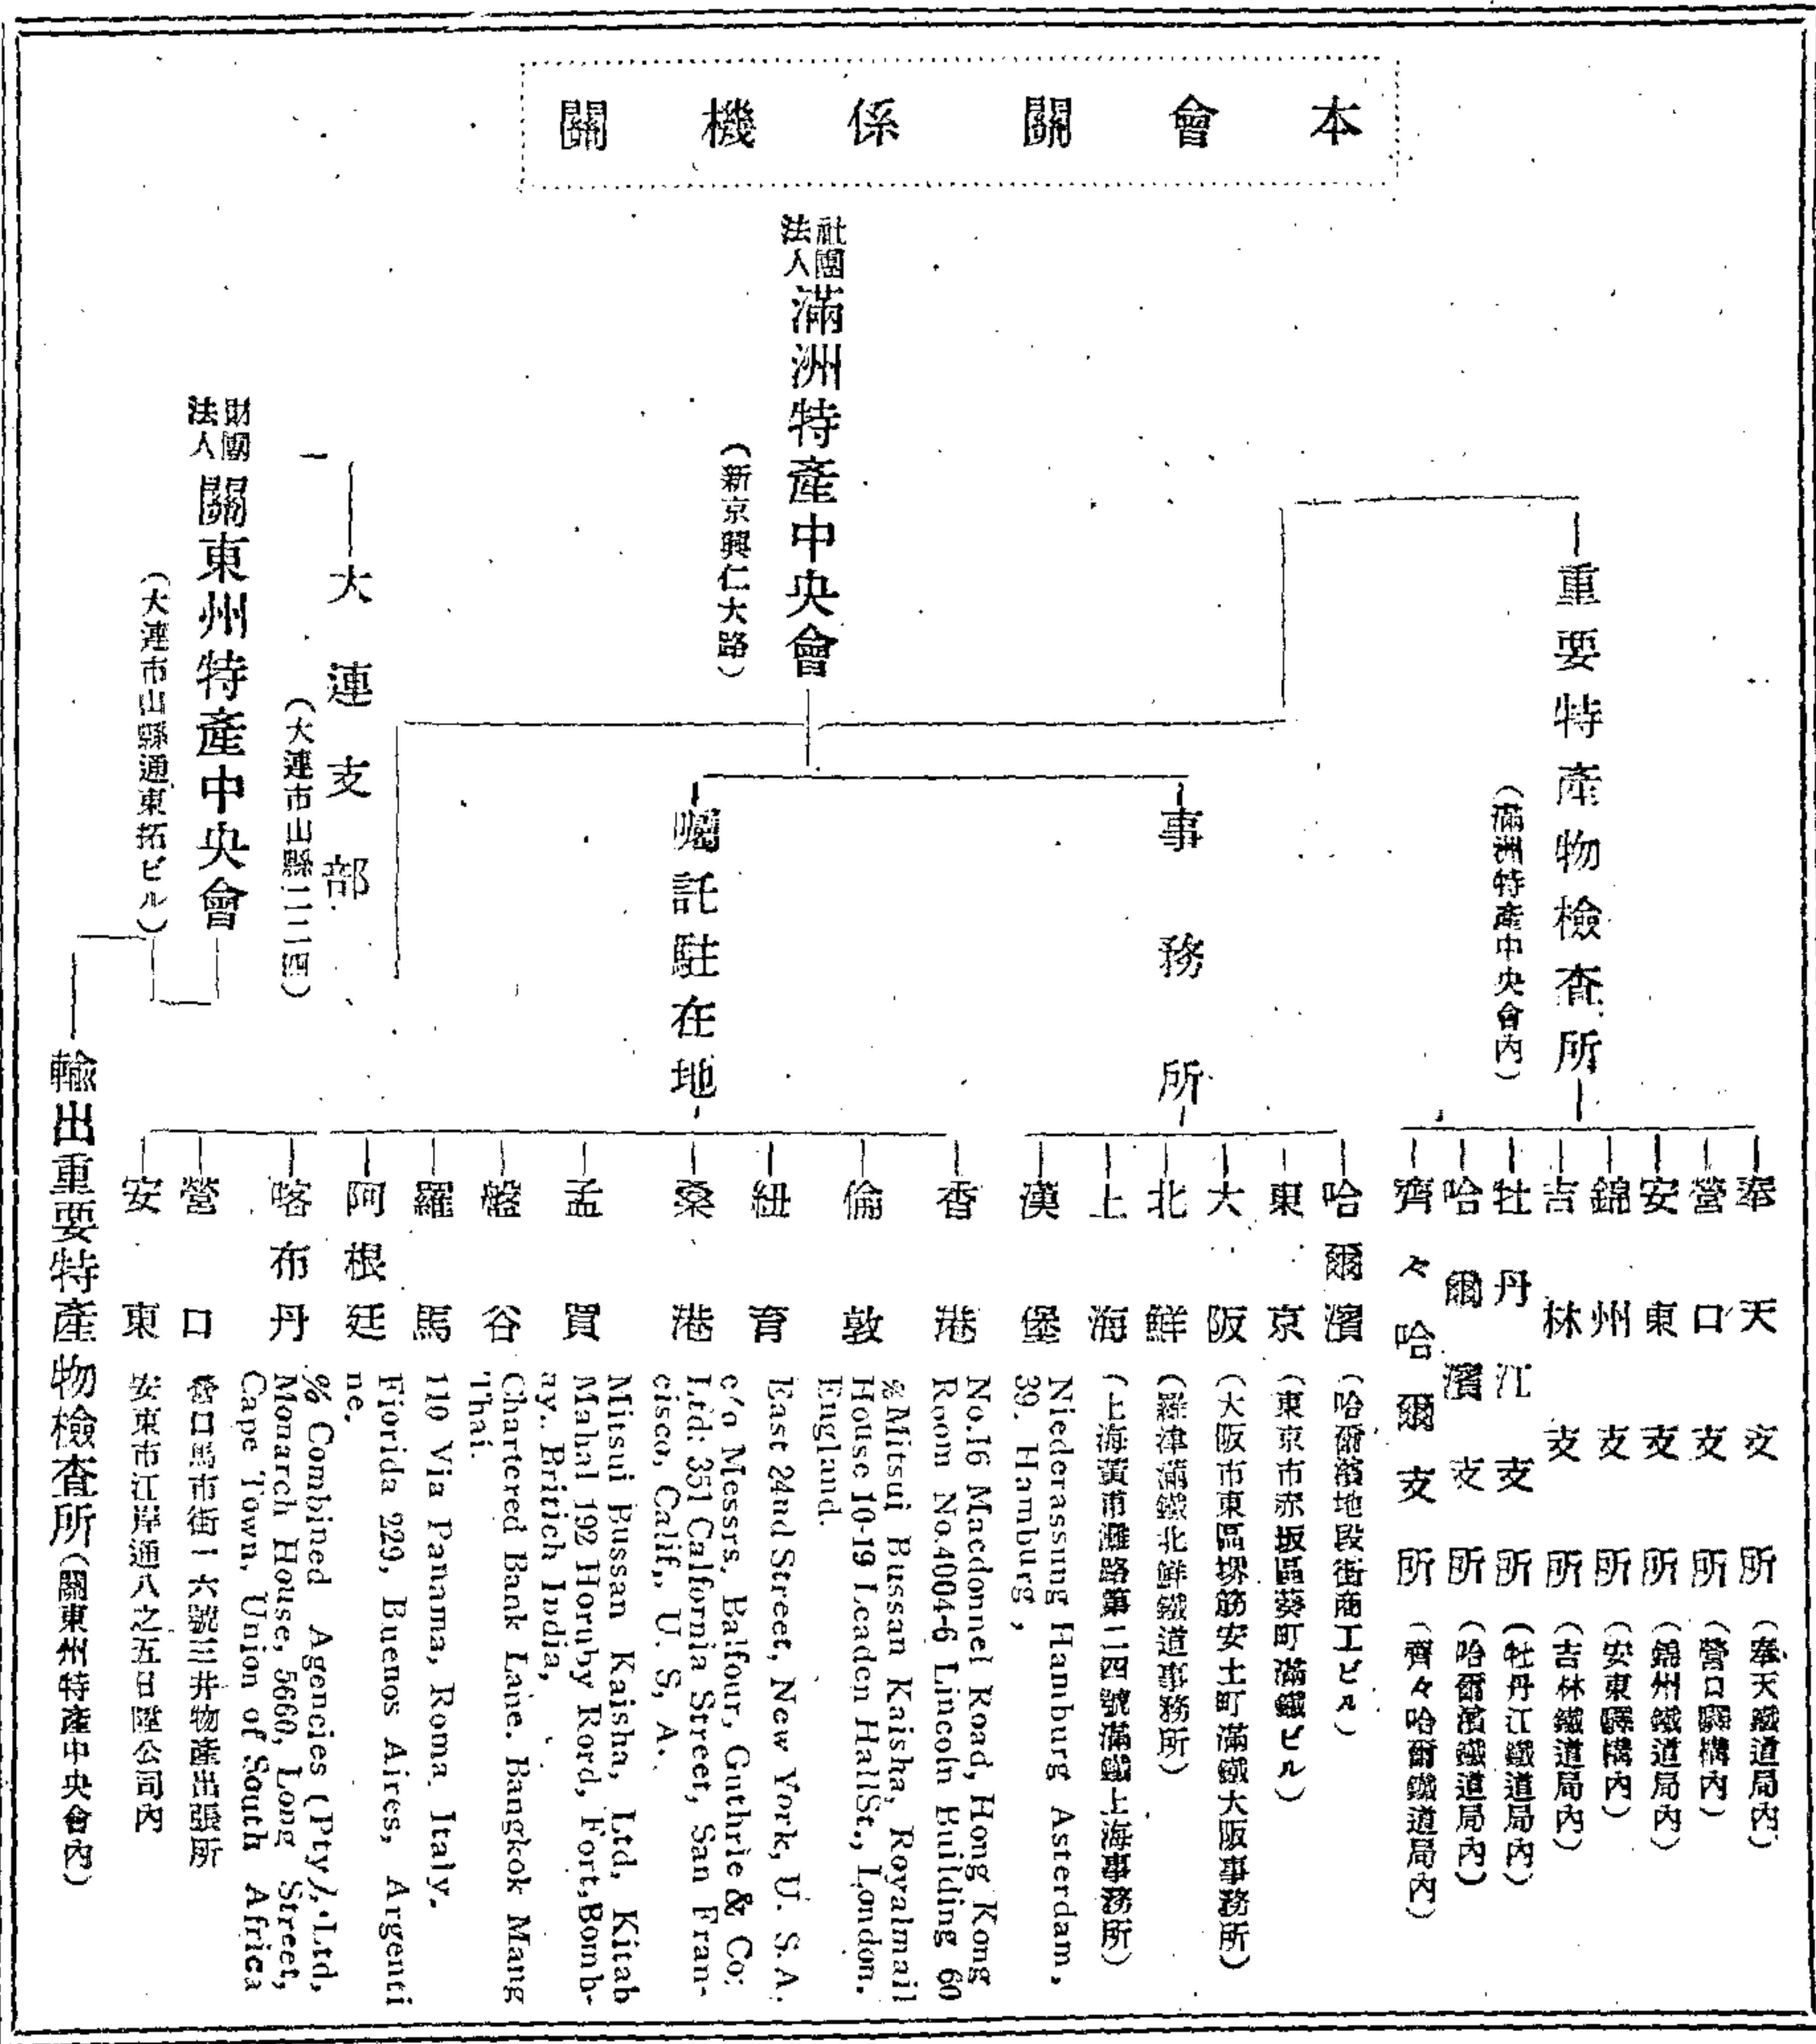 本會關係機關
社團法人滿洲特產中央會
(新京興仁大路)
重要特產物檢查所
(滿洲特產中央會內)
奉天支所(奉天鐵道局內)
營口支所(營口驛構內)
安東支所(錦州鐵道局內)
錦州支所(安東驛構內)
吉林支所(吉林鐵道局內)
牡丹江支所(牡丹江鐵道局內)
哈爾濱支所(哈爾濱鐵道局內)
齊々哈爾支所(齊々哈爾鐵道局內)
事務所
哈爾濱(哈爾濱地段街商工ビル)
東京(東京市赤坂區葵町滿鐵ビル)
大阪(大阪市東區堺筋安土町滿鐵大阪事務所)
北鮮(羅津滿鐵北鮮鐵道事務所)
上海(上海黃甫灘路第二四號滿鐵上海事務所)
漢堡 Niederassung Hamburg Asterdam,
39. Hamburg,
囑託駐在地
香港 No.16 Macdonnel Road, Hong Kong
Room No.4004-6 Lincoln Building 60
倫敦 % Mitsui Bussan Kaisha, Royalmail
House 10-19 Leaden HallSt., London.
England.
紐育 East 24nd Street, New York, U. S.A.
桑港 c/o Messrs. Balfour, Guthrie & Co:
Ltd: 351 Calfornia Street, San Fran-
cisco, Calif,, U. S, A.
孟買 Mitsui Bussan Kaisha, Ltd, Kitab
Mahal 192 Horuby Rord, Fort,Bomb-
ay.. Britich India,
盤谷 Chartered Bank Lane. Bangkok Mang
Thai.
羅馬 110 Via Panama, Roma Italy.
阿根廷 Fiorida 229, Buenos Aires, Argenti
ne.
喀布丹 % Combined Agencies (Pty), Ltd,
Monarch House, 5660, Long Street,
Cape Town, Union of South Africa
營口 營口馬市街一六號三井物產出張所
安東 安東市江岸通八之五日陞公司內
大連支部
(大連市山縣二二四)
財團法人關東州特產中央會
(大連市山縣通東拓ビル)
輸出重要特產物檢查所(關東州特產中央會內)